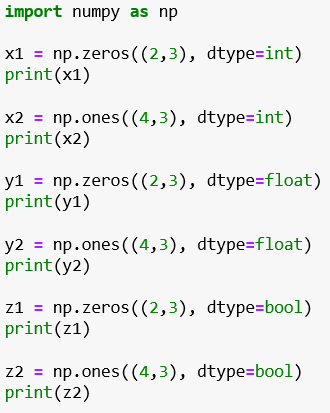 import numpy as np
x1 = np.zeros((2,3), dtype=int)
print(x1)
x2 = np.ones((4,3), dtype=int)
print(x2)
y1 = np.zeros((2,3), dtype=float)
print(y1)
y2 = np.ones((4,3), dtype=float)
print(y2)
z1 = np.zeros((2,3), dtype=bool)
print(z1)
z2 = np.ones((4,3), dtype=bool)
print(z2)